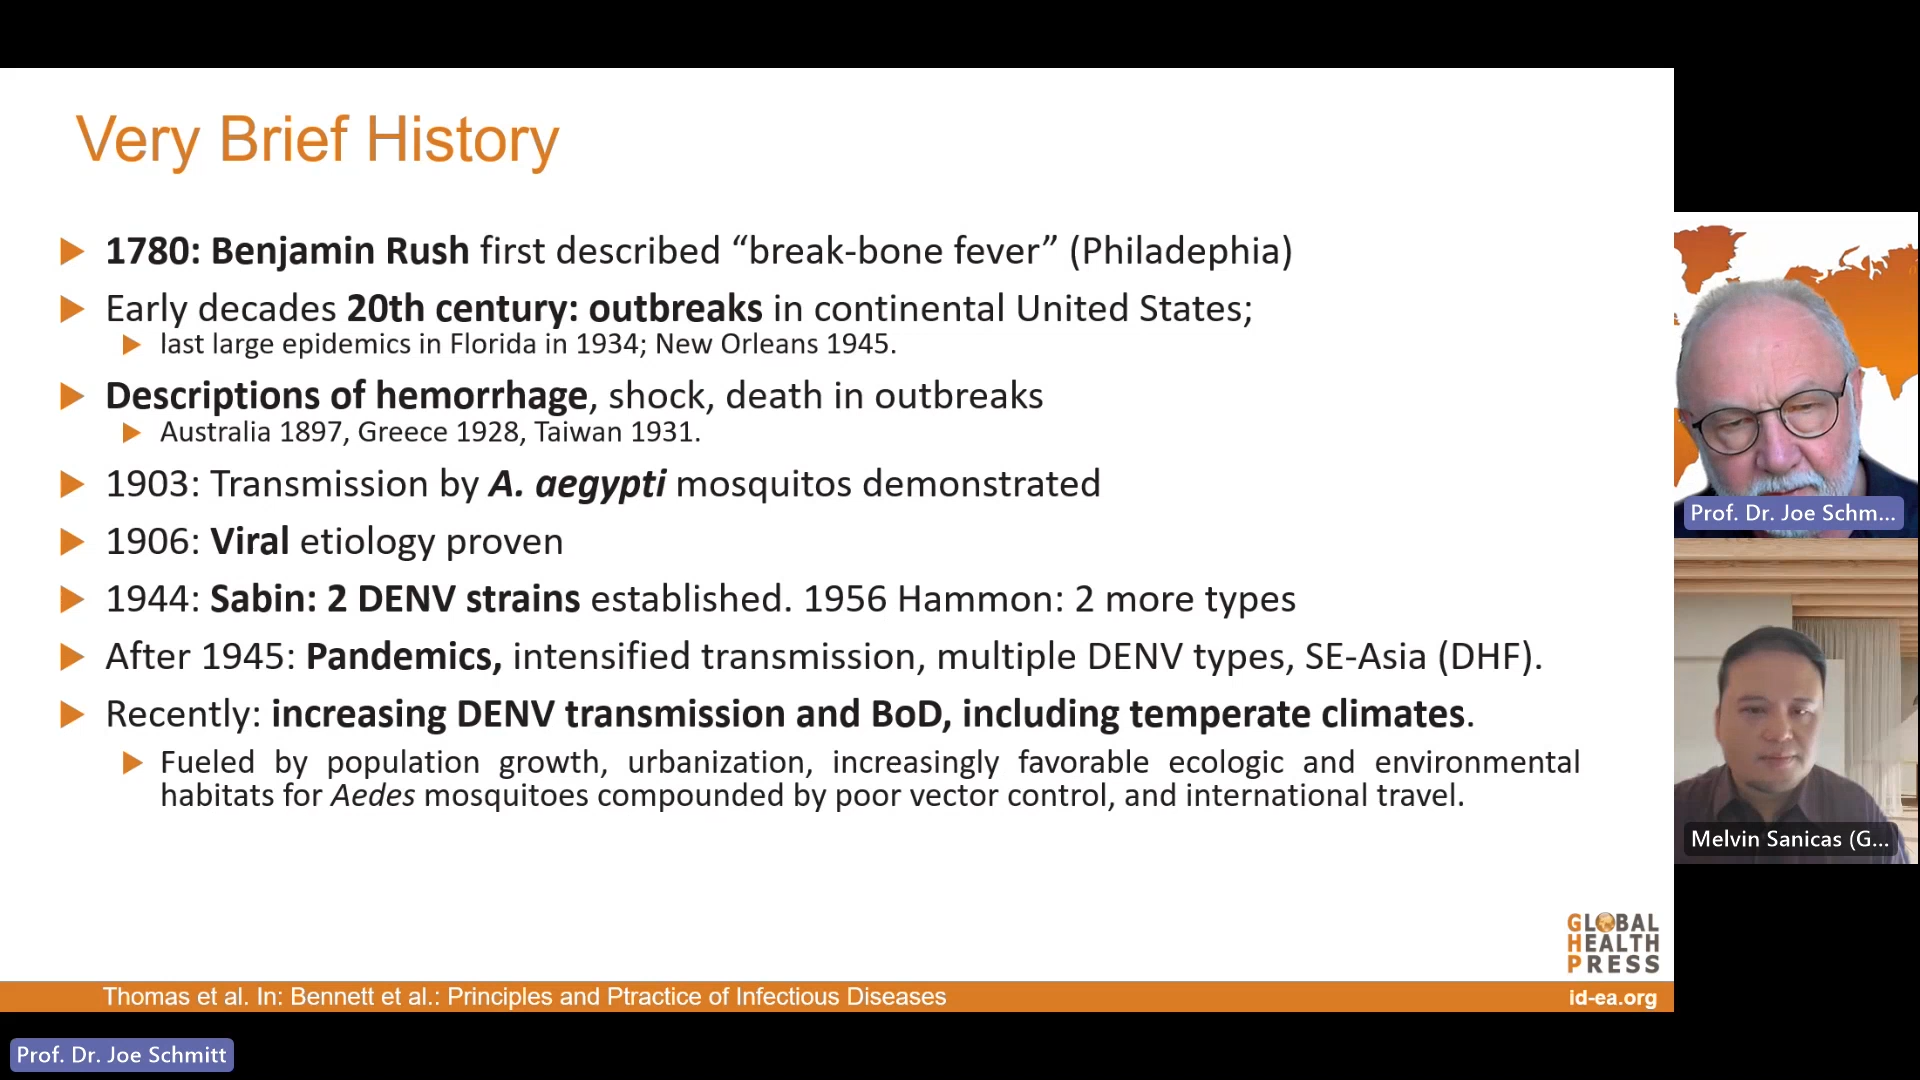 Very Brief History
1780: Benjamin Rush first described “break-bone fever” (Philadephia)
Early decades 20th century: outbreaks in continental United States;
last large epidemics in Florida in 1934; New Orleans 1945.
Descriptions of hemorrhage, shock, death in outbreaks
Australia 1897, Greece 1928, Taiwan 1931.
1903: Transmission by A. aegypti mosquitos demonstrated
1906: Viral etiology proven
1944: Sabin: 2 DENV strains established. 1956 Hammon: 2 more types
After 1945: Pandemics, intensified transmission, multiple DENV types, SE-Asia (DHF).
Recently: increasing DENV transmission and BoD, including temperate climates.
Fueled by population growth, urbanization, increasingly favorable ecologic and environmental
habitats for Aedes mosquitoes compounded by poor vector control, and international travel.
GLOBAL
HEALTH
PRESS
Thomas et al. In: Bennett et al.: Principles and Ptractice of Infectious Diseases
id-ea.org
Prof. Dr. Joe Schm...
Melvin Sanicas (G...
Prof. Dr. Joe Schmitt